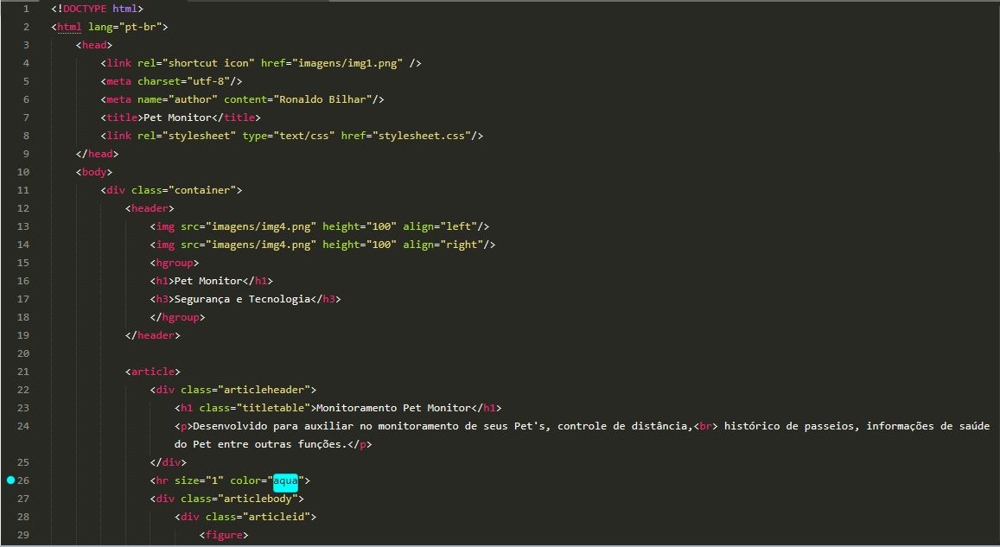 1 <!DOCTYPE html>
2 <html lang="pt-br">
3 <head>
4 <link rel="shortcut icon" href="imagens/img1.png" />
5 <meta charset="utf-8"/>
6 <meta name="author" content="Ronaldo Bilhar"/>
7 <title>Pet Monitor</title>
8 <link rel="stylesheet" type="text/css" href="stylesheet.css"/>
9 </head>
10 <body>
11 <div class="container">
12 <header>
13 <img src="imagens/img4.png" height="100" align="left"/>
14 <img src="imagens/img4.png" height="100" align="right"/>
15 <hgroup>
16 <h1>Pet Monitor</h1>
17 <h3>Segurança e Tecnologia</h3>
18 </hgroup>
19 </header>
20
21 <article>
22 <div class="articleheader">
23 <h1 class="titletable">Monitoramento Pet Monitor</h1>
24 <p>Desenvolvido para auxiliar no monitoramento de seus Pet's, controle de distância,<br> histórico de passeios, informações de saúde
do Pet entre outras funções.</p>
25 </div>
26 <hr size="1" color="aqua">
27 <div class="articlebody">
28 <div class="articleid">
29 <figure>